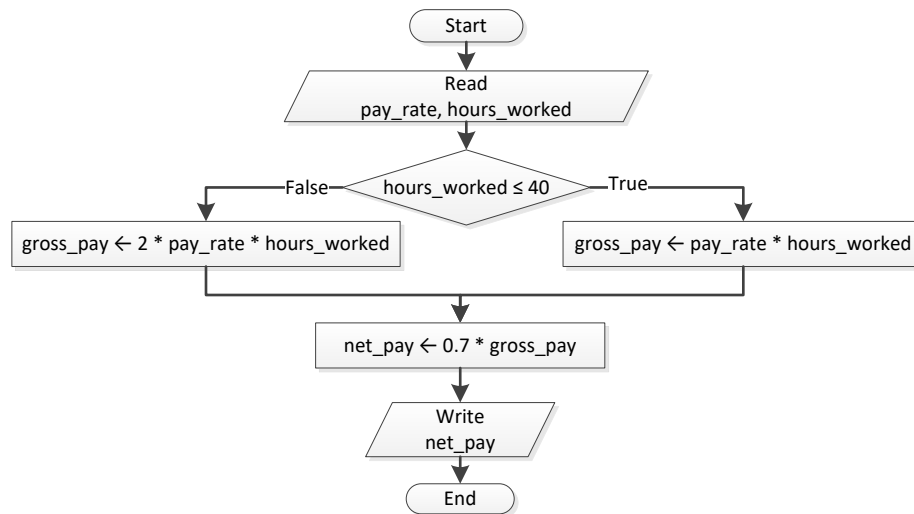 Start
Read
pay_rate, hours_worked
hours_worked ≤ 40
False
True
gross_pay ← 2 * pay_rate * hours_worked
gross_pay ← pay_rate * hours_worked
net_pay ← 0.7 * gross_pay
Write
net_pay
End